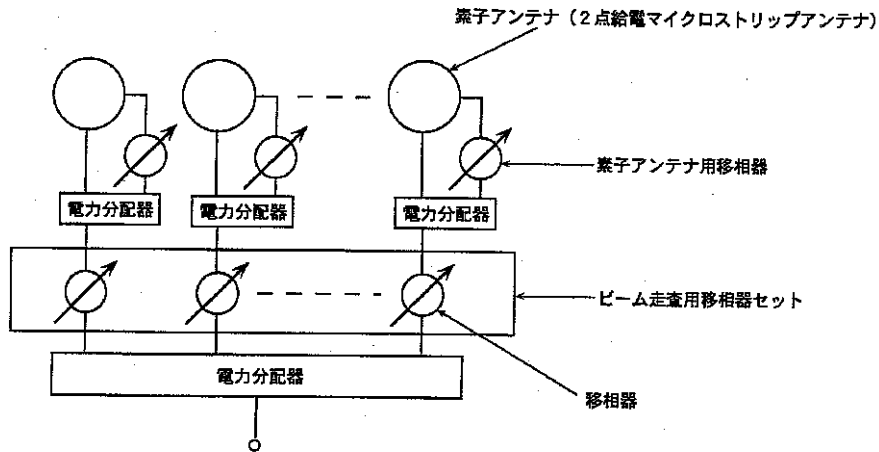 素子アンテナ（２点給電マイクロストリップアンテナ）
素子アンテナ用移相器
電力分配器
電力分配器
電力分配器
ビーム走査用移相器セット
電力分配器
移相器